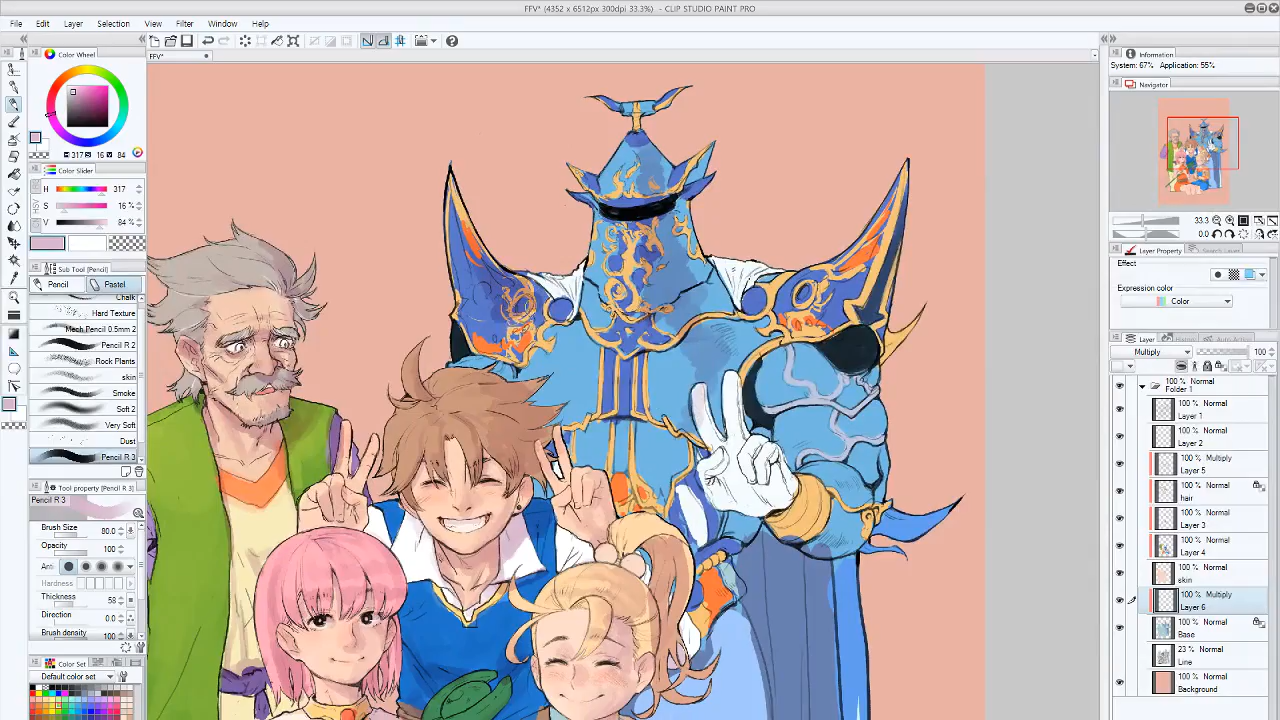 FFV* (4352 x 6512px 300dpi 33.3%) - CLIP STUDIO PAINT PRO
File Edit Layer Selection View Filter Window Help
FFV*
Color Wheel
317 S 16 V 84
Color Slider
H 317
S 16 %
V 84 %
Sub Tool [Pencil]
Pencil Pastel
Chalk
Hard Texture
Mech Pencil 0.5mm 2
Pencil R 2
Rock Plants
skin
Smoke
Soft 2
Very Soft
Dust
Pencil R 3
Tool property [Pencil R 3]
Pencil R 3
Brush Size 80.0
Opacity 100
Anti
Hardness
Thickness 58
Direction 0.0
Brush density 100
Color Set
Default color set
Information
System: 67% Application: 55%
Navigator
33.3
0.0
Layer Property Search Layer
Effect
Expression color
Color
Layer
Multiply 100
100 % Normal
Folder 1
100 % Normal
Layer 1
100 % Normal
Layer 2
100 % Multiply
Layer 5
100 % Normal
hair
100 % Normal
Layer 3
100 % Normal
Layer 4
100 % Normal
skin
100 % Multiply
Layer 6
100 % Normal
Base
23 % Normal
Line
100 % Normal
Background